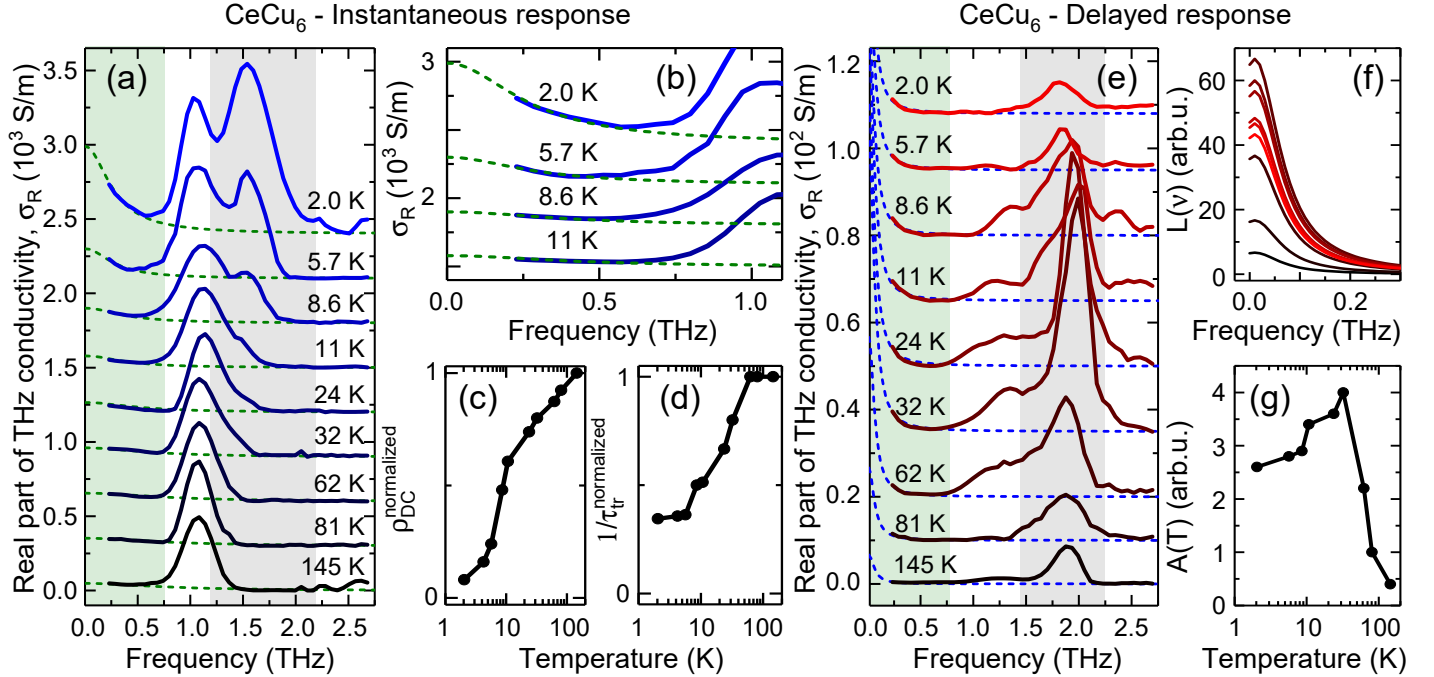 CeCu₆ - Instantaneous response
CeCu₆ - Delayed response
(a)
Real part of THz conductivity, σ_R (10³ S/m)
3.5
3.0
2.5
2.0
1.5
1.0
0.5
0.0
2.0 K
5.7 K
8.6 K
11 K
24 K
32 K
62 K
81 K
145 K
0.0 0.5 1.0 1.5 2.0 2.5
Frequency (THz)
(b)
σ_R (10³ S/m)
3
2
2.0 K
5.7 K
8.6 K
11 K
0.0 0.5 1.0
Frequency (THz)
(c)
ρ_DC^normalized
1
0
1 10 100
(d)
1/τ_tr^normalized
1
0
1 10 100
Temperature (K)
(e)
Real part of THz conductivity, σ_R (10² S/m)
1.2
1.0
0.8
0.6
0.4
0.2
0.0
2.0 K
5.7 K
8.6 K
11 K
24 K
32 K
62 K
81 K
145 K
0.0 0.5 1.0 1.5 2.0 2.5
Frequency (THz)
(f)
L(ν) (arb.u.)
60
40
20
0
0.0 0.2
Frequency (THz)
(g)
A(T) (arb.u.)
5
4
3
2
1
0
1 10 100
Temperature (K)